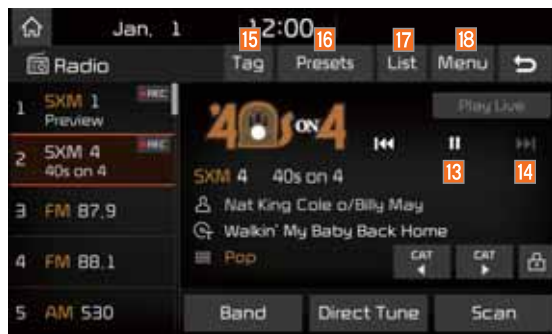 Jan. 1 12:00
15 16 17 18
Radio Tag Presets List Menu
1 SXM 1 REC
Preview
2 SXM 4 REC
40s on 4
3 FM 87.9
4 FM 88.1
5 AM 530
'40s ON 4
Play Live
13 14
SXM 4 40s on 4
Nat King Cole o/Billy May
Walkin' My Baby Back Home
Pop CAT CAT
Band Direct Tune Scan